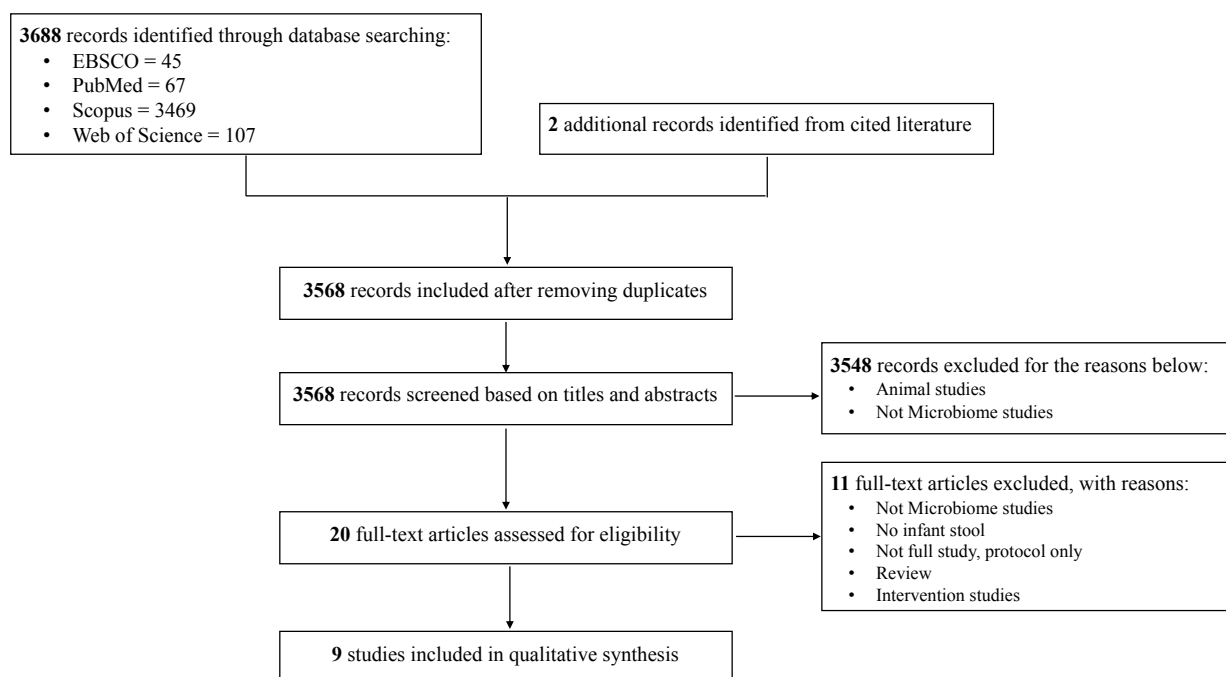 3688 records identified through database searching:
• EBSCO = 45
• PubMed = 67
• Scopus = 3469
• Web of Science = 107
2 additional records identified from cited literature
3568 records included after removing duplicates
3568 records screened based on titles and abstracts
3548 records excluded for the reasons below:
• Animal studies
• Not Microbiome studies
20 full-text articles assessed for eligibility
11 full-text articles excluded, with reasons:
• Not Microbiome studies
• No infant stool
• Not full study, protocol only
• Review
• Intervention studies
9 studies included in qualitative synthesis